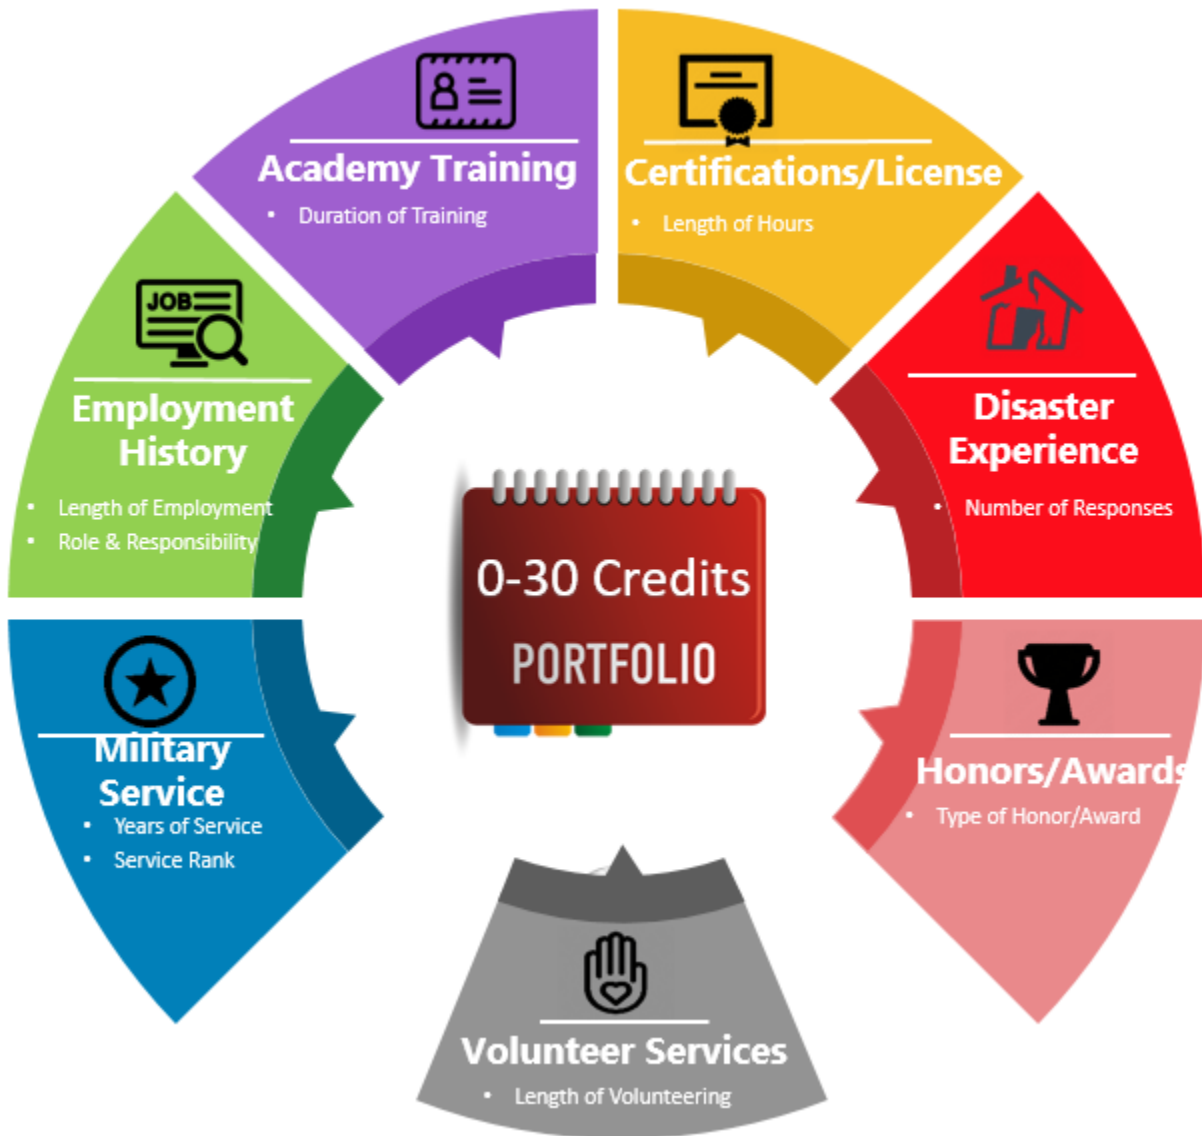 Academy Training
• Duration of Training
Certifications/License
• Length of Hours
JOB
Employment
History
• Length of Employment
• Role & Responsibility
Disaster
Experience
• Number of Responses
0-30 Credits
PORTFOLIO
Military
Service
• Years of Service
• Service Rank
Honors/Awards
• Type of Honor/Award
Volunteer Services
• Length of Volunteering